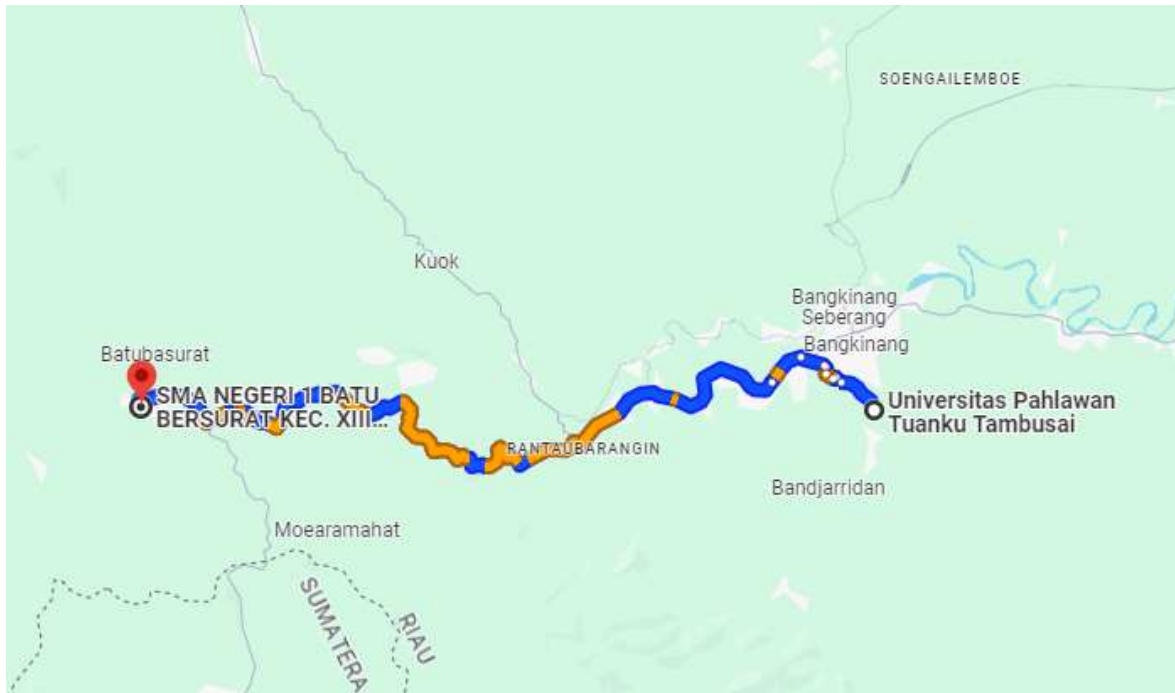 SOENGAILEMBOE
Kuok
Bangkinang
Seberang
Bangkinang
Batubasurat
SMA NEGERI 1 BATU
BERSURAT KEC. XIII...
Universitas Pahlawan
Tuanku Tambusai
RANTAUBARANGIN
Bandjarridan
Moearamahat
SUMATERA
RIAU